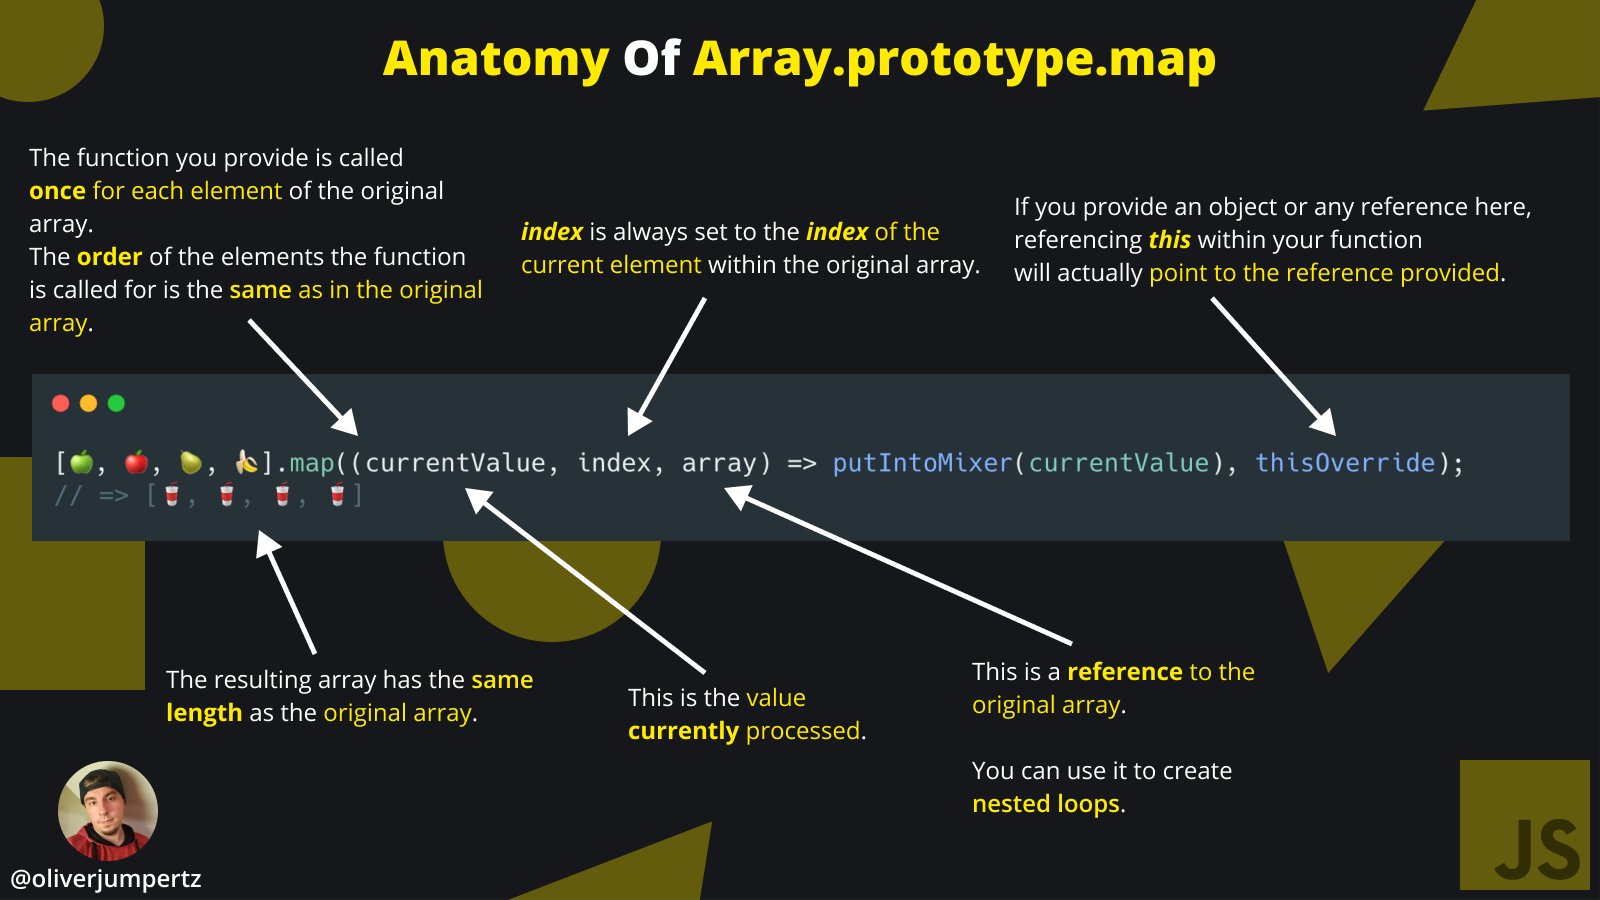 Anatomy Of Array.prototype.map
The function you provide is called
once for each element of the original
array.
The order of the elements the function
is called for is the same as in the original
array.
index is always set to the index of the
current element within the original array.
If you provide an object or any reference here,
referencing this within your function
will actually point to the reference provided.
[🍏, 🍎, 🍐, 🍌].map((currentValue, index, array) => putIntoMixer(currentValue), thisOverride);
// => [🥤, 🥤, 🥤, 🥤]
The resulting array has the same
length as the original array.
This is the value
currently processed.
This is a reference to the
original array.
You can use it to create
nested loops.
@oliverjumpertz
JS